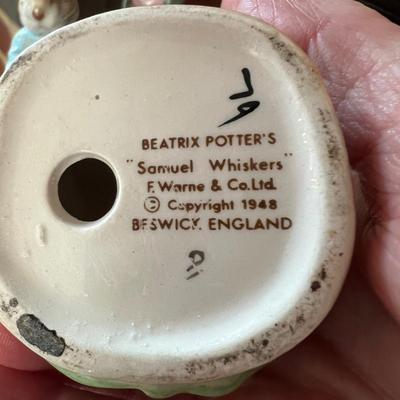 BEATRIX POTTER'S
"Samuel Whiskers"
F. Warne & Co. Ltd.
© Copyright 1948
BESWICK. ENGLAND